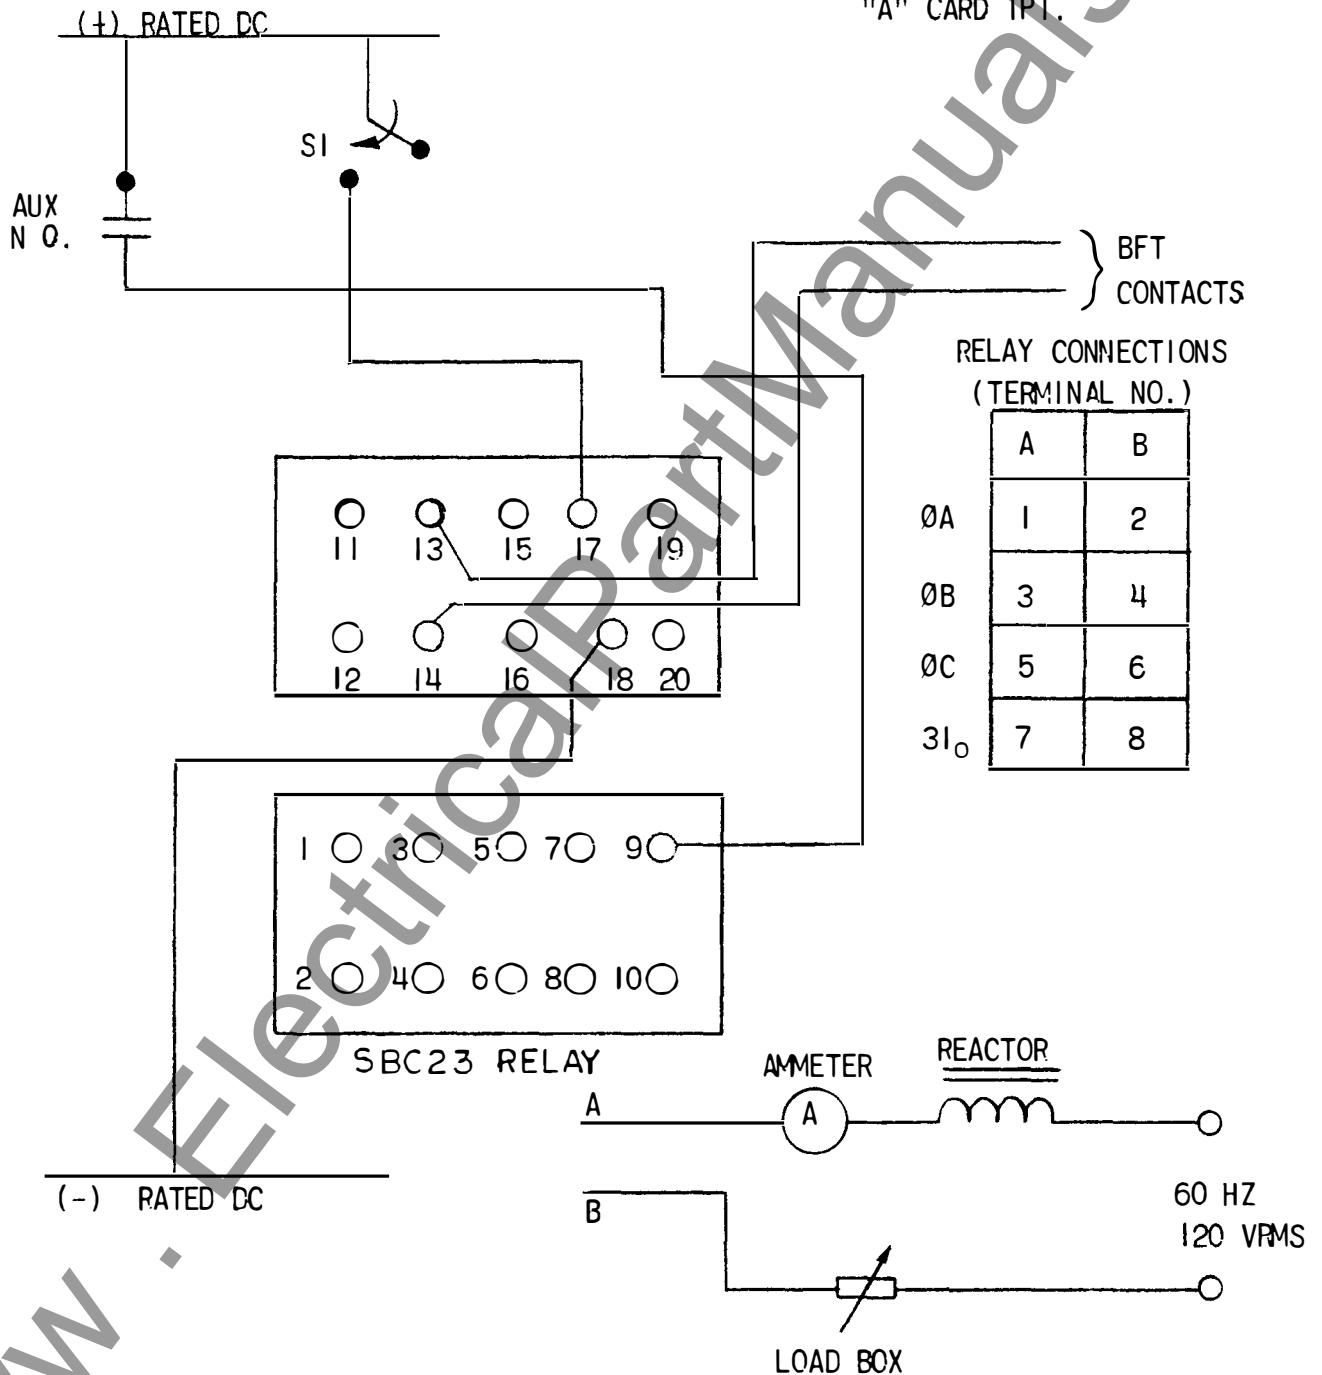 "A" CARD TP1.
(+) RATED DC
S1
AUX
N O.
BFT
CONTACTS
RELAY CONNECTIONS
(TERMINAL NO.)
A B
ØA 1 2
ØB 3 4
ØC 5 6
3I₀ 7 8
11 13 15 17 19
12 14 16 18 20
1 3 5 7 9
2 4 6 8 10
SBC23 RELAY
AMMETER
REACTOR
A
A
B
60 HZ
120 VRMS
(-) RATED DC
LOAD BOX
w . ElectricalPartManuals